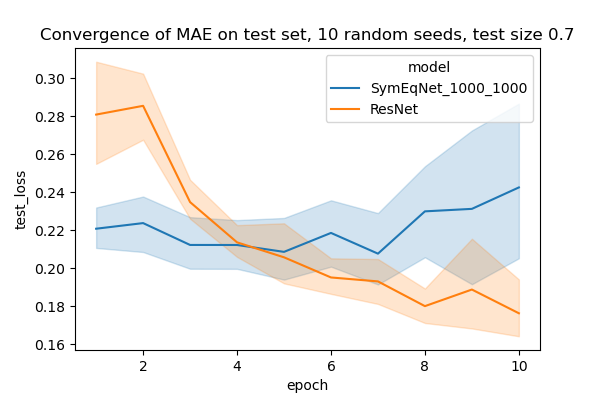 Convergence of MAE on test set, 10 random seeds, test size 0.7
model
SymEqNet_1000_1000
ResNet
0.30
0.28
0.26
0.24
0.22
0.20
0.18
0.16
test_loss
2
4
6
8
10
epoch